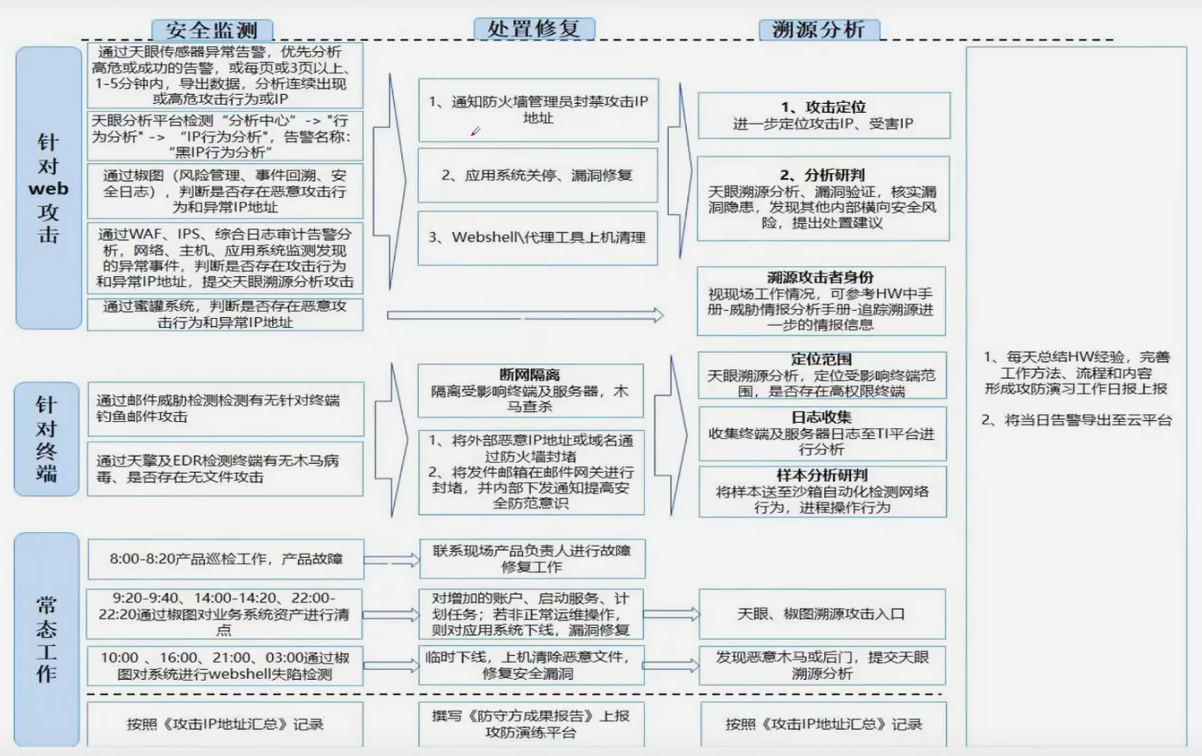 安全监测
处置修复
溯源分析
针
对
web
攻
击
通过天眼传感器异常告警，优先分析
高危或成功的告警，或每页或3页以上、
1-5分钟内，导出数据，分析连续出现
或高危攻击行为或IP
天眼分析平台检测“分析中心”->"行
为分析" -> “IP行为分析"，告警名称：
“黑IP行为分析”
通过椒图（风险管理、事件回溯、安
全日志），判断是否存在恶意攻击行
为和异常IP地址
通过WAF、IPS、综合日志审计告警分
析，网络、主机、应用系统监测发现
的异常事件，判断是否存在攻击行为
和异常IP地址，提交天眼溯源分析攻击
通过蜜罐系统，判断是否存在恶意攻
击行为和异常IP地址
1、通知防火墙管理员封禁攻击IP
地址
2、应用系统关停、漏洞修复
3、Webshell\代理工具上机清理
1、攻击定位
进一步定位攻击IP、受害IP
2、分析研判
天眼溯源分析、漏洞验证，核实漏
洞隐患，发现其他内部横向安全风
险，提出处置建议
溯源攻击者身份
视现场工作情况，可参考HW中手
册-威胁情报分析手册-追踪溯源进
一步的情报信息
针
对
终
端
通过邮件威胁检测检测有无针对终端
钓鱼邮件攻击
通过天擎及EDR检测终端有无木马病
毒、是否存在无文件攻击
断网隔离
隔离受影响终端及服务器，木
马查杀
1、将外部恶意IP地址或域名通
过防火墙封堵
2、将发件邮箱在邮件网关进行
封堵，并内部下发通知提高安
全防范意识
定位范围
天眼溯源分析，定位受影响终端范
围，是否存在高权限终端
日志收集
收集终端及服务器日志至TI平台进
行分析
样本分析研判
将样本送至沙箱自动化检测网络
行为，进程操作行为
常
态
工
作
8:00-8:20产品巡检工作，产品故障
联系现场产品负责人进行故障
修复工作
9:20-9:40、14:00-14:20、22:00-
22:20通过椒图对业务系统资产进行清
点
对增加的账户、启动服务、计
划任务；若非正常运维操作，
则对应用系统下线，漏洞修复
天眼、椒图溯源攻击入口
10:00 、16:00、21:00、03:00通过椒
图对系统进行webshell失陷检测
临时下线，上机清除恶意文件，
修复安全漏洞
发现恶意木马或后门，提交天眼
溯源分析
按照《攻击IP地址汇总》记录
撰写《防守方成果报告》上报
攻防演练平台
按照《攻击IP地址汇总》记录
1、每天总结HW经验，完善
工作方法、流程和内容
形成攻防演习工作日报上报
2、将当日告警导出至云平台